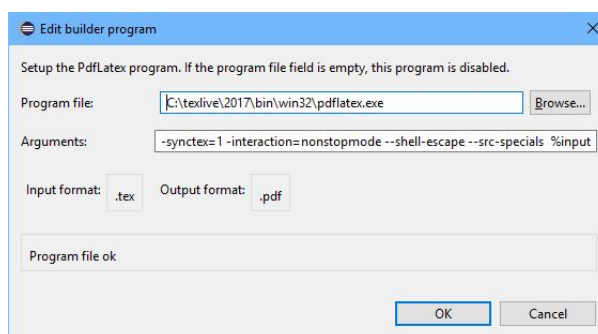 Edit builder program
Setup the PdfLatex program. If the program file field is empty, this program is disabled.
Program file: C:\texlive\2017\bin\win32\pdflatex.exe Browse...
Arguments: -synctex=1 -interaction=nonstopmode --shell-escape --src-specials %input
Input format: .tex Output format: .pdf
Program file ok
OK Cancel